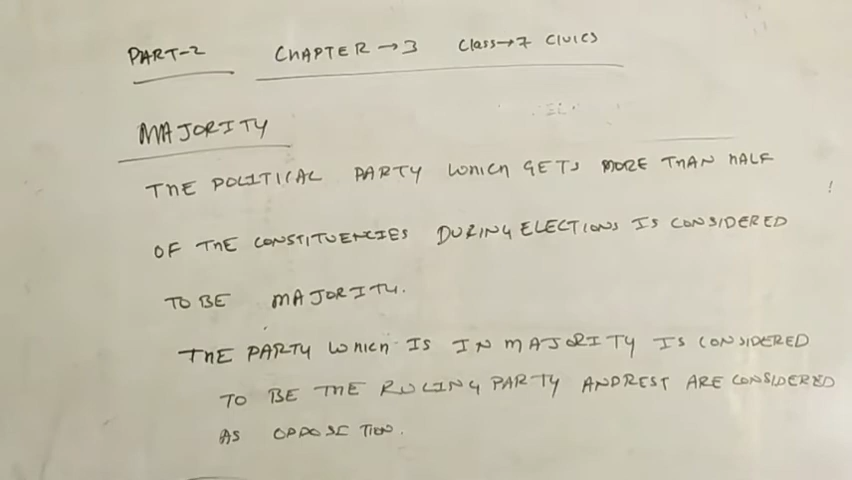 PART-2 CHAPTER→3 Class→7 CIVICS
MAJORITY
THE POLITICAL PARTY WHICH GETS MORE THAN HALF
OF THE CONSTITUENCIES DURING ELECTIONS IS CONSIDERED
TO BE MAJORITY.
THE PARTY WHICH IS IN MAJORITY IS CONSIDERED
TO BE THE RULING PARTY AND REST ARE CONSIDERED
AS OPPOSITION.